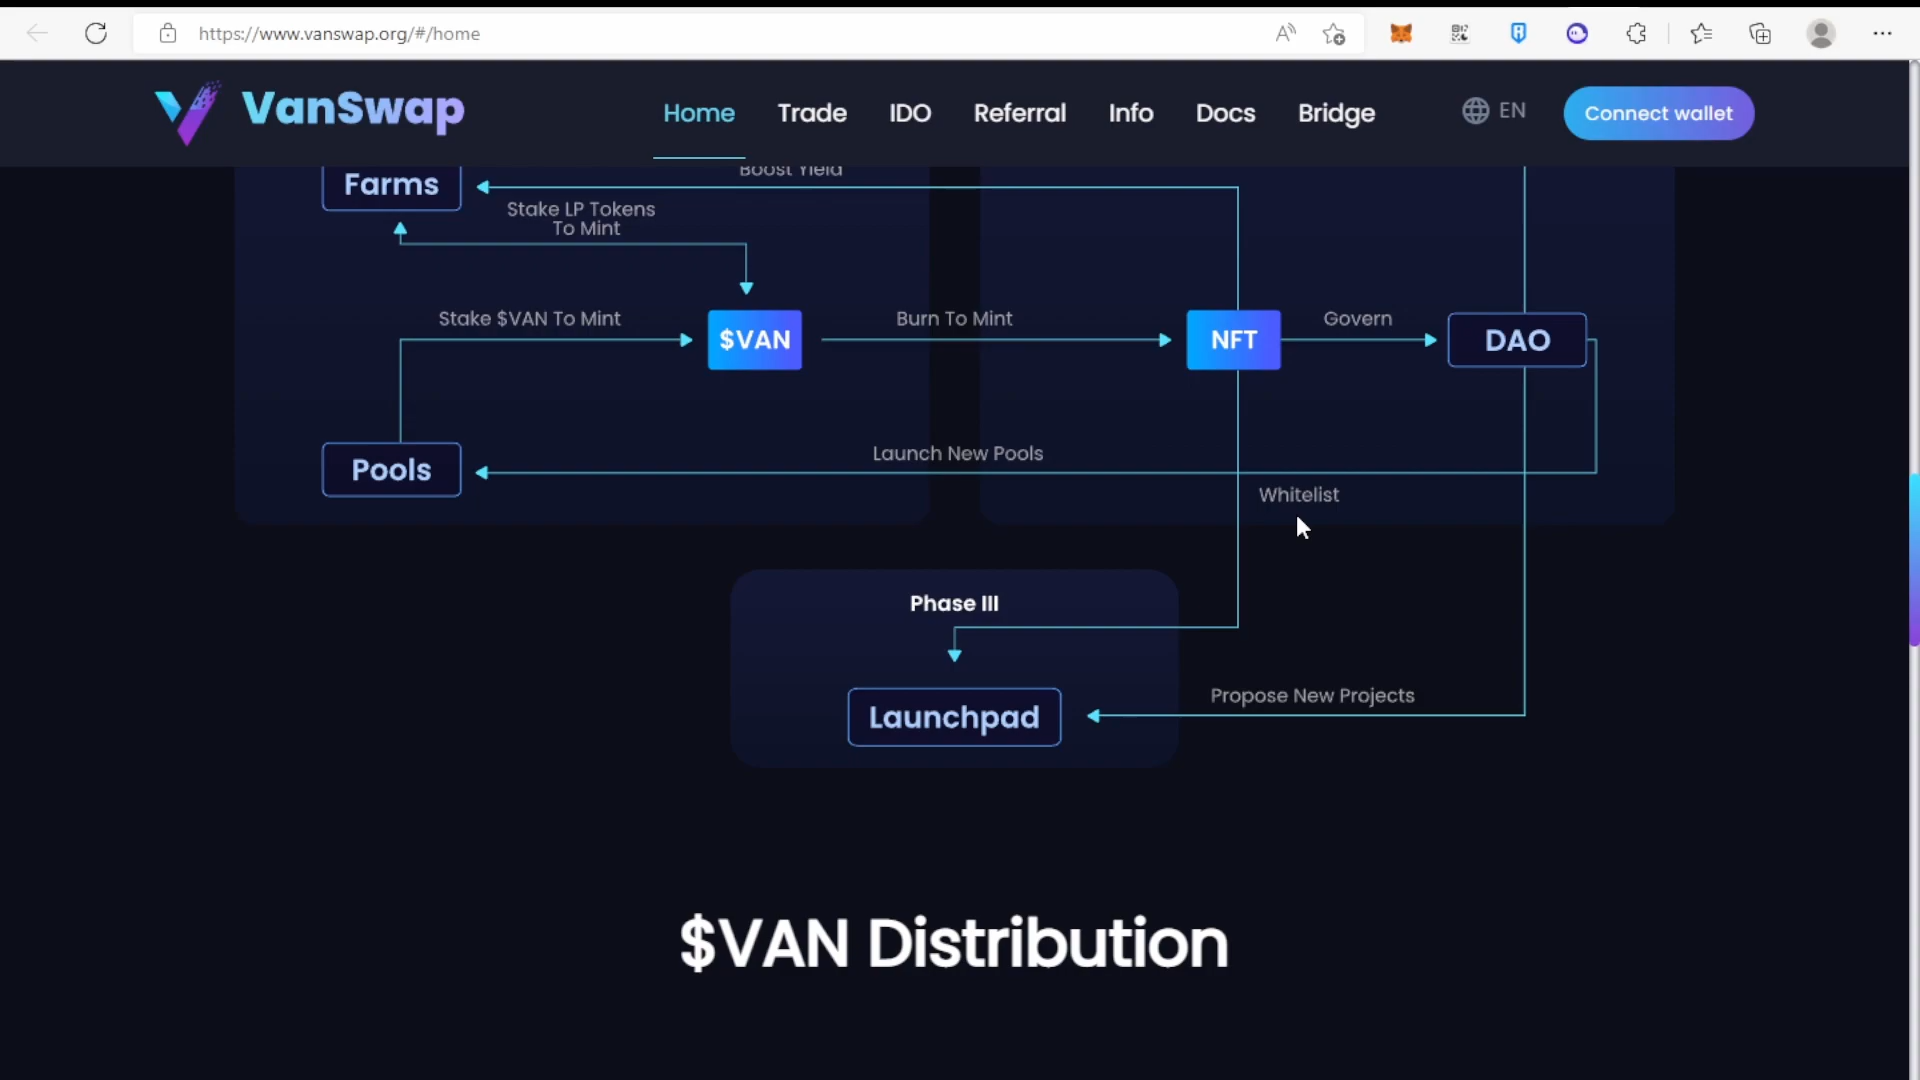 https://www.vanswap.org/#/home
VanSwap
Home
Trade
IDO
Referral
Info
Docs
Bridge
EN
Connect wallet
Boost Yield
Farms
Stake LP Tokens
To Mint
Stake $VAN To Mint
$VAN
Burn To Mint
NFT
Govern
DAO
Launch New Pools
Pools
Whitelist
Phase III
Propose New Projects
Launchpad
$VAN Distribution